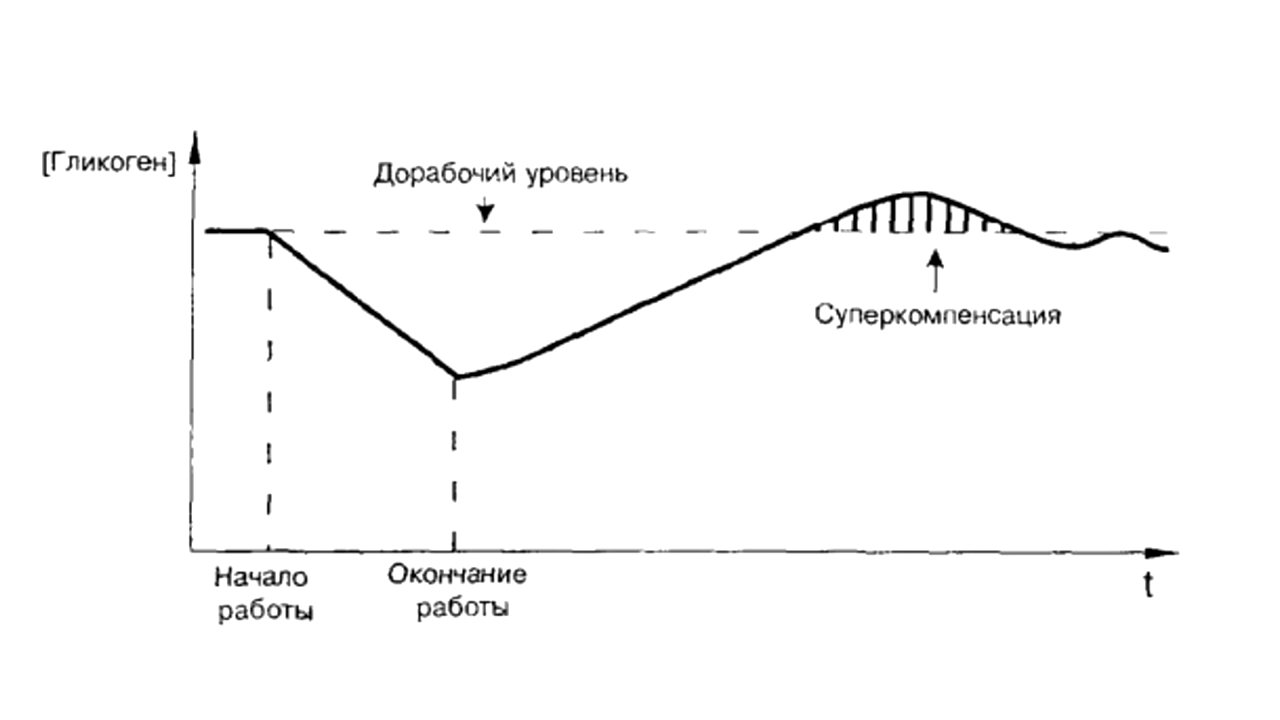 [Гликоген]
Дорабочий уровень
Суперкомпенсация
Начало
работы
Окончание
работы
t